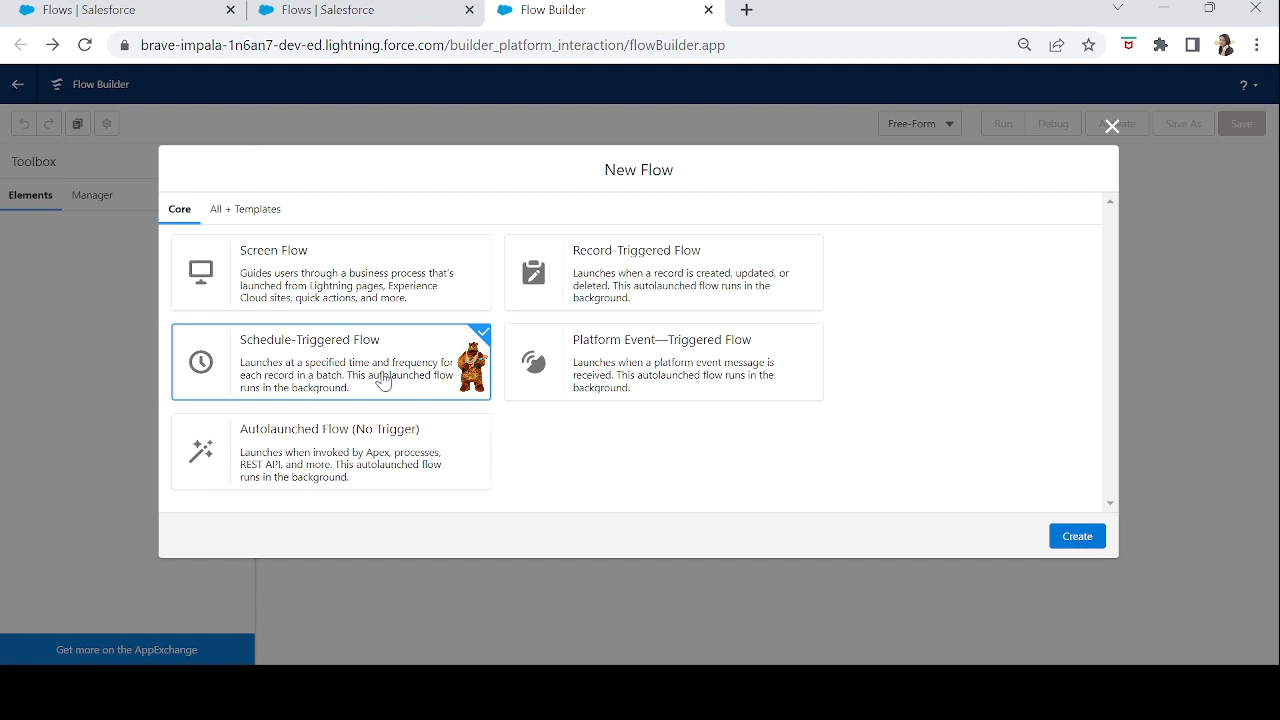 Flows | Salesforce
Flows | Salesforce
Flow Builder
brave-impala-1n6an7-dev-ed.lightning.force.com/builder_platform_interaction/flowBuilder.app
Flow Builder
?
Free-Form
Run
Debug
Activate
Save As
Save
Toolbox
Elements
Manager
New Flow
Core
All + Templates
Screen Flow
Guides users through a business process that's
launched from Lightning pages, Experience
Cloud sites, quick actions, and more.
Record-Triggered Flow
Launches when a record is created, updated, or
deleted. This autolaunched flow runs in the
background.
Schedule-Triggered Flow
Launches at a specified time and frequency for
each record in a batch. This autolaunched flow
runs in the background.
Platform Event—Triggered Flow
Launches when a platform event message is
received. This autolaunched flow runs in the
background.
Autolaunched Flow (No Trigger)
Launches when invoked by Apex, processes,
REST API, and more. This autolaunched flow
runs in the background.
Create
Get more on the AppExchange